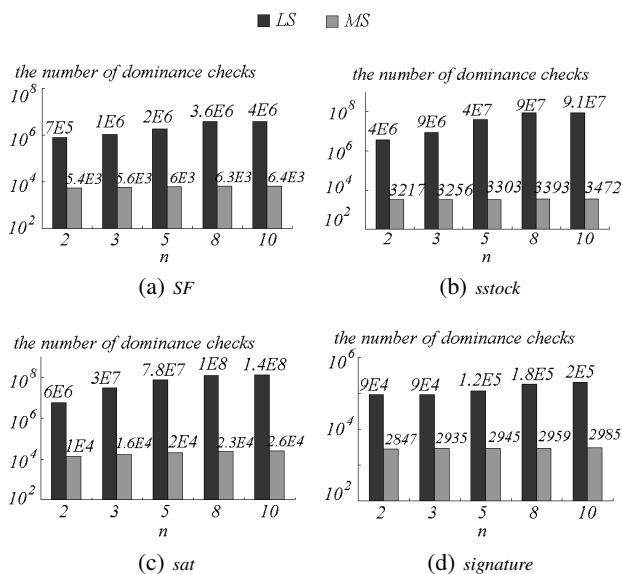 LS MS
the number of dominance checks
10^8
10^6
10^4
10^2
7E5 1E6 2E6 3.6E6 4E6
5.4E3 5.6E3 6E3 6.3E3 6.4E3
2 3 5 8 10
n
(a) SF
the number of dominance checks
10^8
10^6
10^4
10^2
4E6 9E6 4E7 9E7 9.1E7
3217 3256 3303 3393 3472
2 3 5 8 10
n
(b) sstock
the number of dominance checks
10^8
10^6
10^4
10^2
6E6 3E7 7.8E7 1E8 1.4E8
1E4 1.6E4 2E4 2.3E4 2.6E4
2 3 5 8 10
n
(c) sat
the number of dominance checks
10^6
10^4
10^2
9E4 9E4 1.2E5 1.8E5 2E5
2847 2935 2945 2959 2985
2 3 5 8 10
n
(d) signature